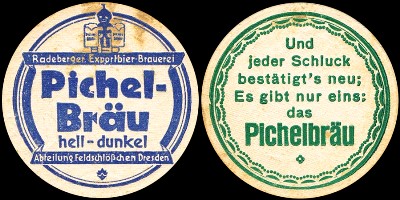 Radeberger Exportbier-Brauerei
Pichel-
Bräu
hell-dunkel
Abteilung Feldschlößchen Dresden
Und
jeder Schluck
bestätigt's neu;
Es gibt nur eins:
das
Pichelbräu